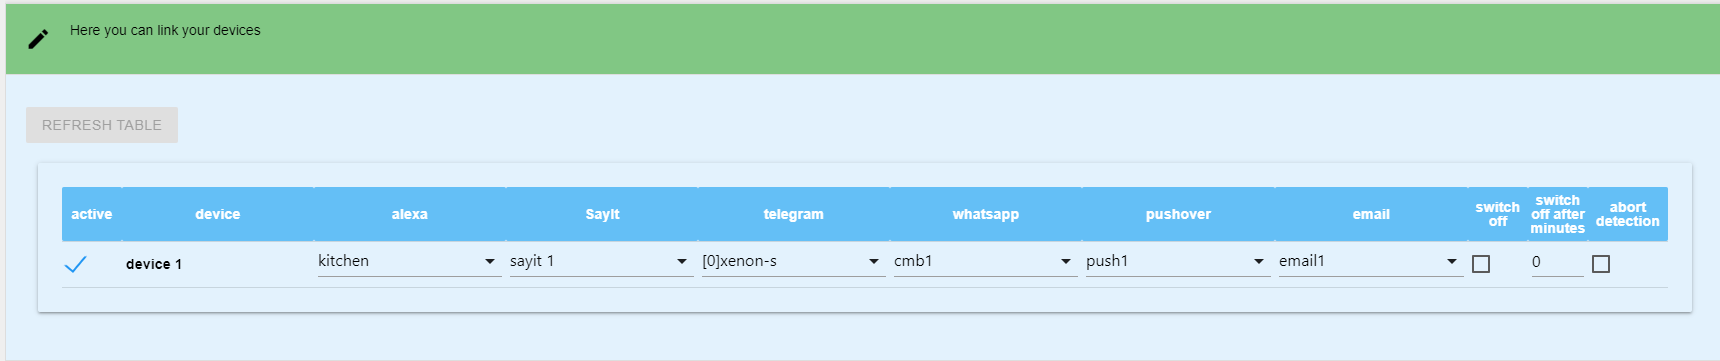 Here you can link your devices
REFRESH TABLE
active device alexa SayIt telegram whatsapp pushover email switch off switch off after minutes abort detection
device 1 kitchen sayit 1 [0]xenon-s cmb1 push1 email1 0